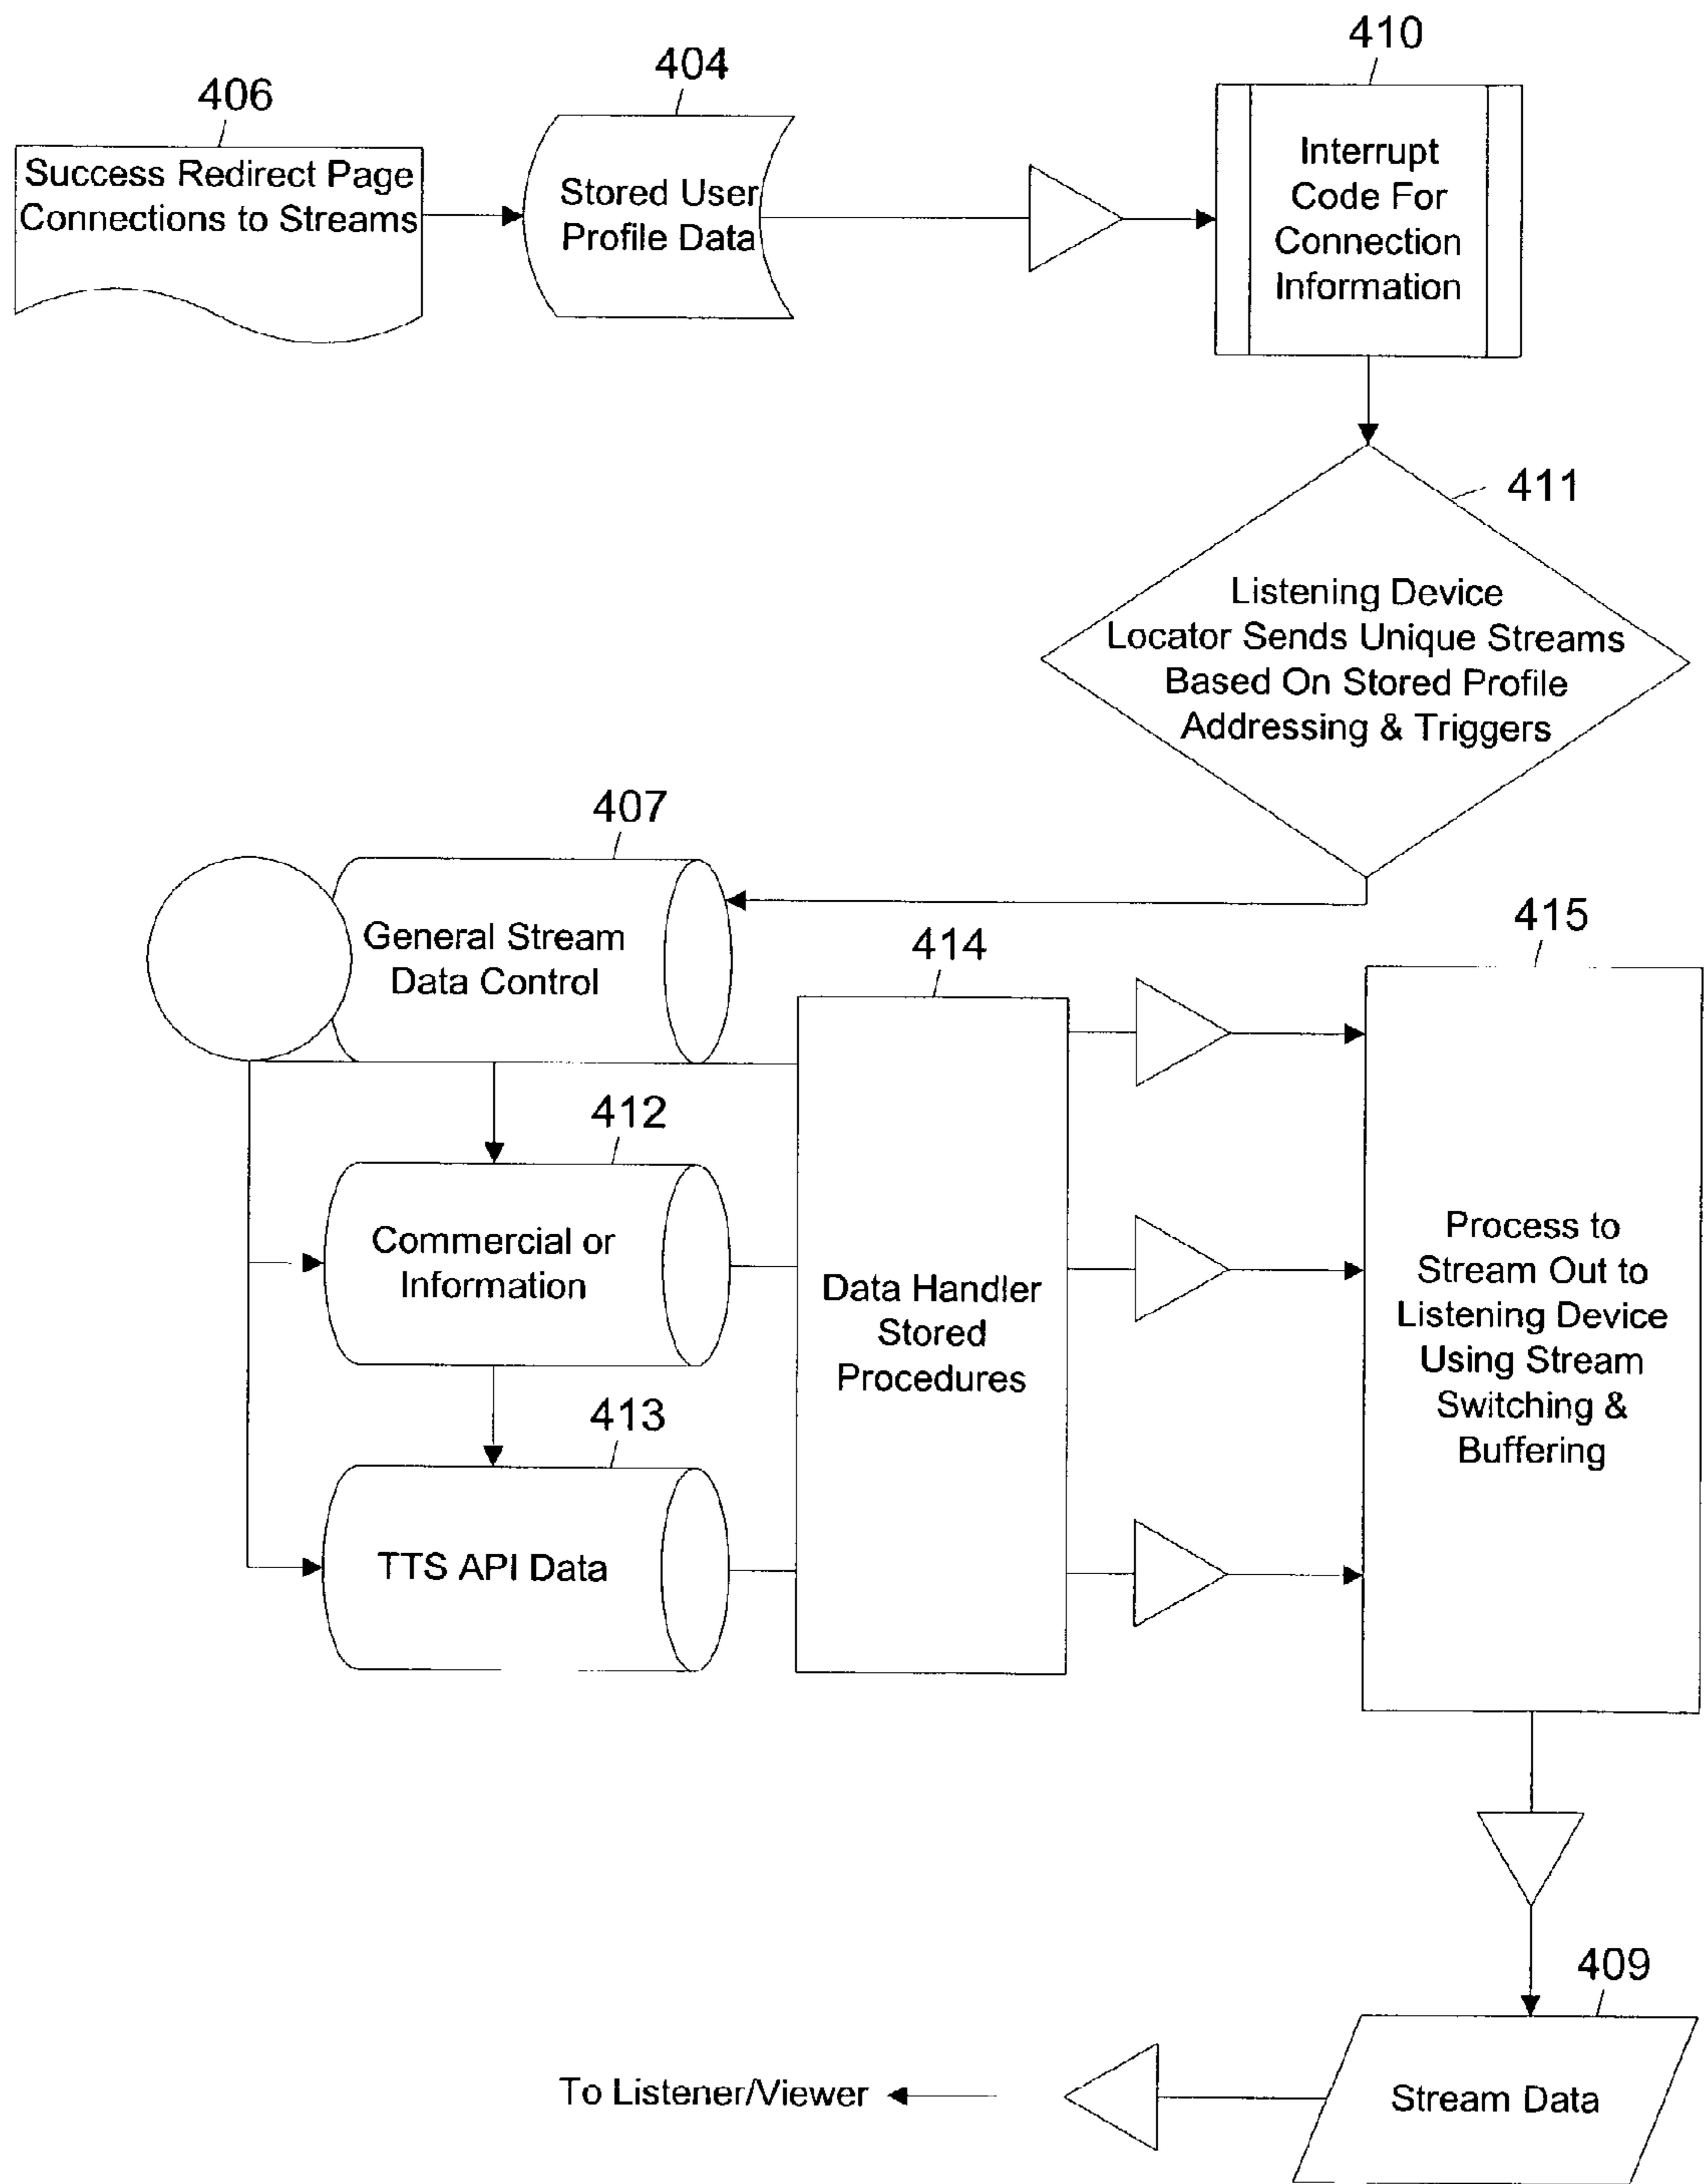 410
404
406
Success Redirect Page
Connections to Streams
Stored User
Profile Data
Interrupt
Code For
Connection
Information
411
Listening Device
Locator Sends Unique Streams
Based On Stored Profile
Addressing & Triggers
407
General Stream
Data Control
414
415
412
Commercial or
Information
Data Handler
Stored
Procedures
Process to
Stream Out to
Listening Device
Using Stream
Switching &
Buffering
413
TTS API Data
409
Stream Data
To Listener/Viewer